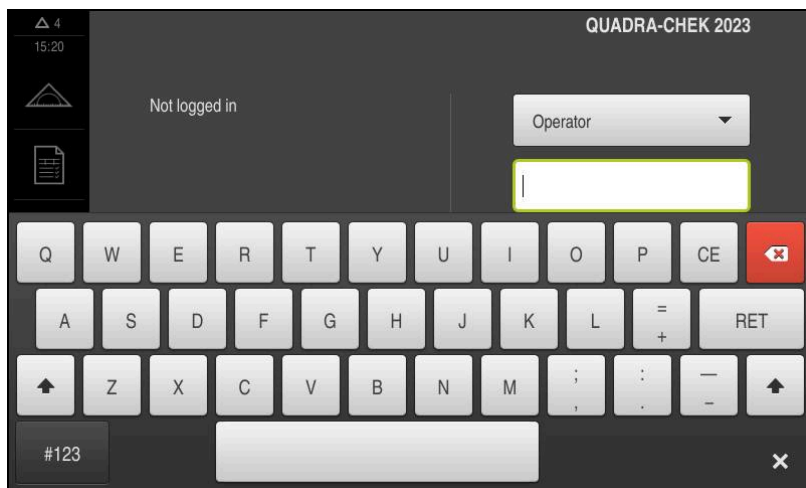 4
QUADRA-CHEK 2023
15:20
Not logged in
Operator
Q W E R T Y U I O P CE
A S D F G H J K L = + RET
Z X C V B N M ; , : . — –
#123